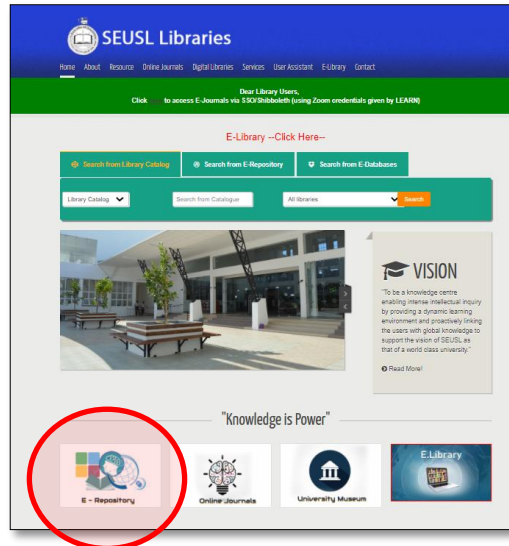 SEUSL Libraries
Home About Resource Online Journals Digital Libraries Services User Assistant E-Library Contact
Dear Library Users,
Click to access E-Journals via SSO/Shibboleth (using Zoom credentials given by LEARN)
E-Library --Click Here--
Search from Library Catalog Search from E-Repository Search from E-Databases
Library Catalog Search from Catalogue All libraries Search
VISION
"To be a knowledge centre
enabling intense intellectual inquiry
by providing a dynamic learning
environment and proactively linking
the users with global knowledge to
support the vision of SEUSL as
that of a world class university."
Read More!
"Knowledge is Power"
E - Repository
Online Journals
University Museum
E.Library